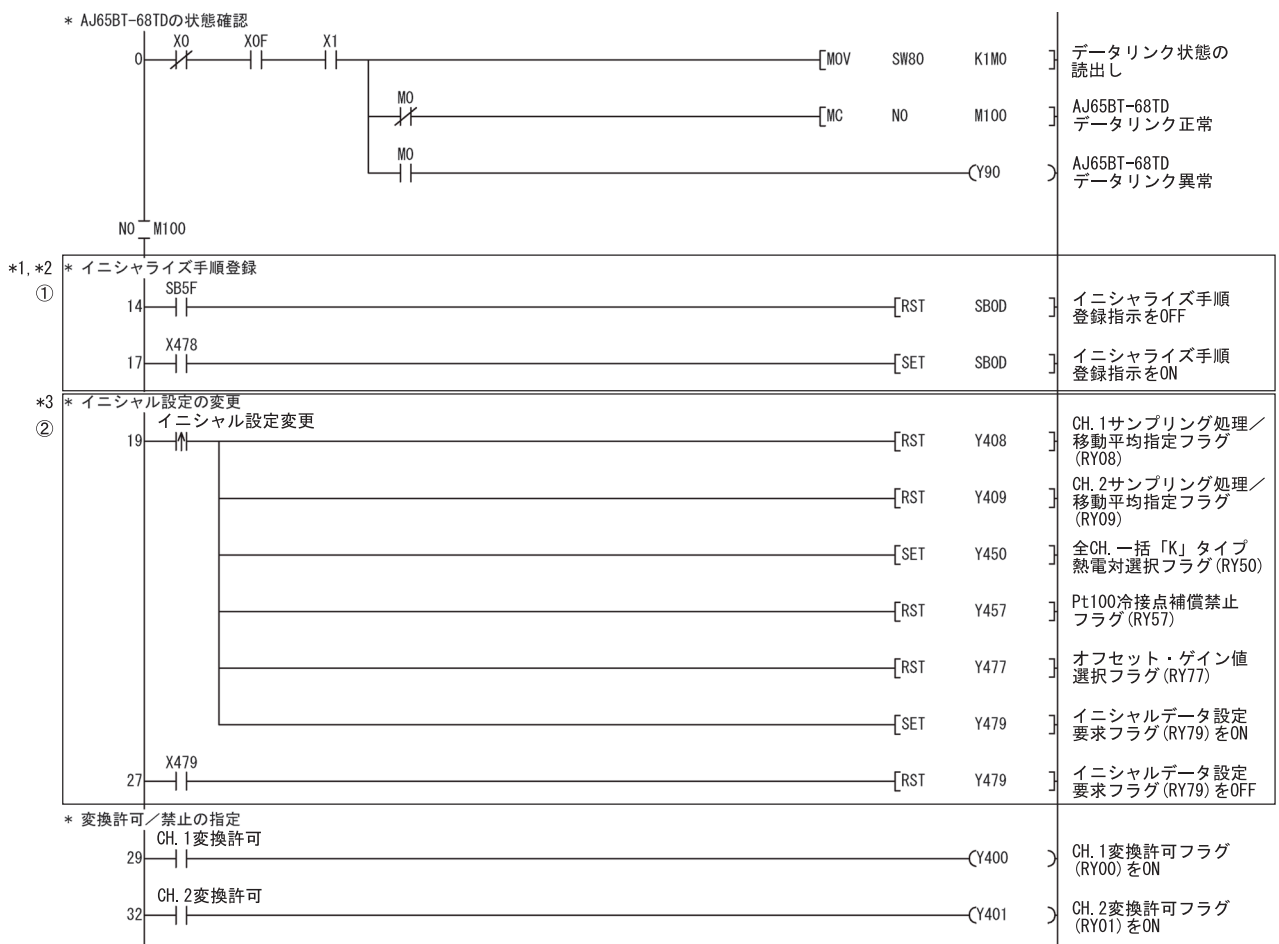 * AJ65BT-68TDの状態確認
X0 X0F X1
0 MOV SW80 K1M0 データリンク状態の
読出し
M0
MC N0 M100 AJ65BT-68TD
データリンク正常
M0
Y90 AJ65BT-68TD
データリンク異常
N0 M100
*1,*2 * イニシャライズ手順登録
①
SB5F
14 RST SB0D イニシャライズ手順
登録指示をOFF
X478
17 SET SB0D イニシャライズ手順
登録指示をON
*3 * イニシャル設定の変更
② イニシャル設定変更
19 RST Y408 CH.1サンプリング処理/
移動平均指定フラグ
(RY08)
RST Y409 CH.2サンプリング処理/
移動平均指定フラグ
(RY09)
SET Y450 全CH.一括「K」タイプ
熱電対選択フラグ(RY50)
RST Y457 Pt100冷接点補償禁止
フラグ(RY57)
RST Y477 オフセット・ゲイン値
選択フラグ(RY77)
SET Y479 イニシャルデータ設定
要求フラグ(RY79)をON
X479
27 RST Y479 イニシャルデータ設定
要求フラグ(RY79)をOFF
* 変換許可/禁止の指定
CH.1変換許可
29 Y400 CH.1変換許可フラグ
(RY00)をON
CH.2変換許可
32 Y401 CH.2変換許可フラグ
(RY01)をON